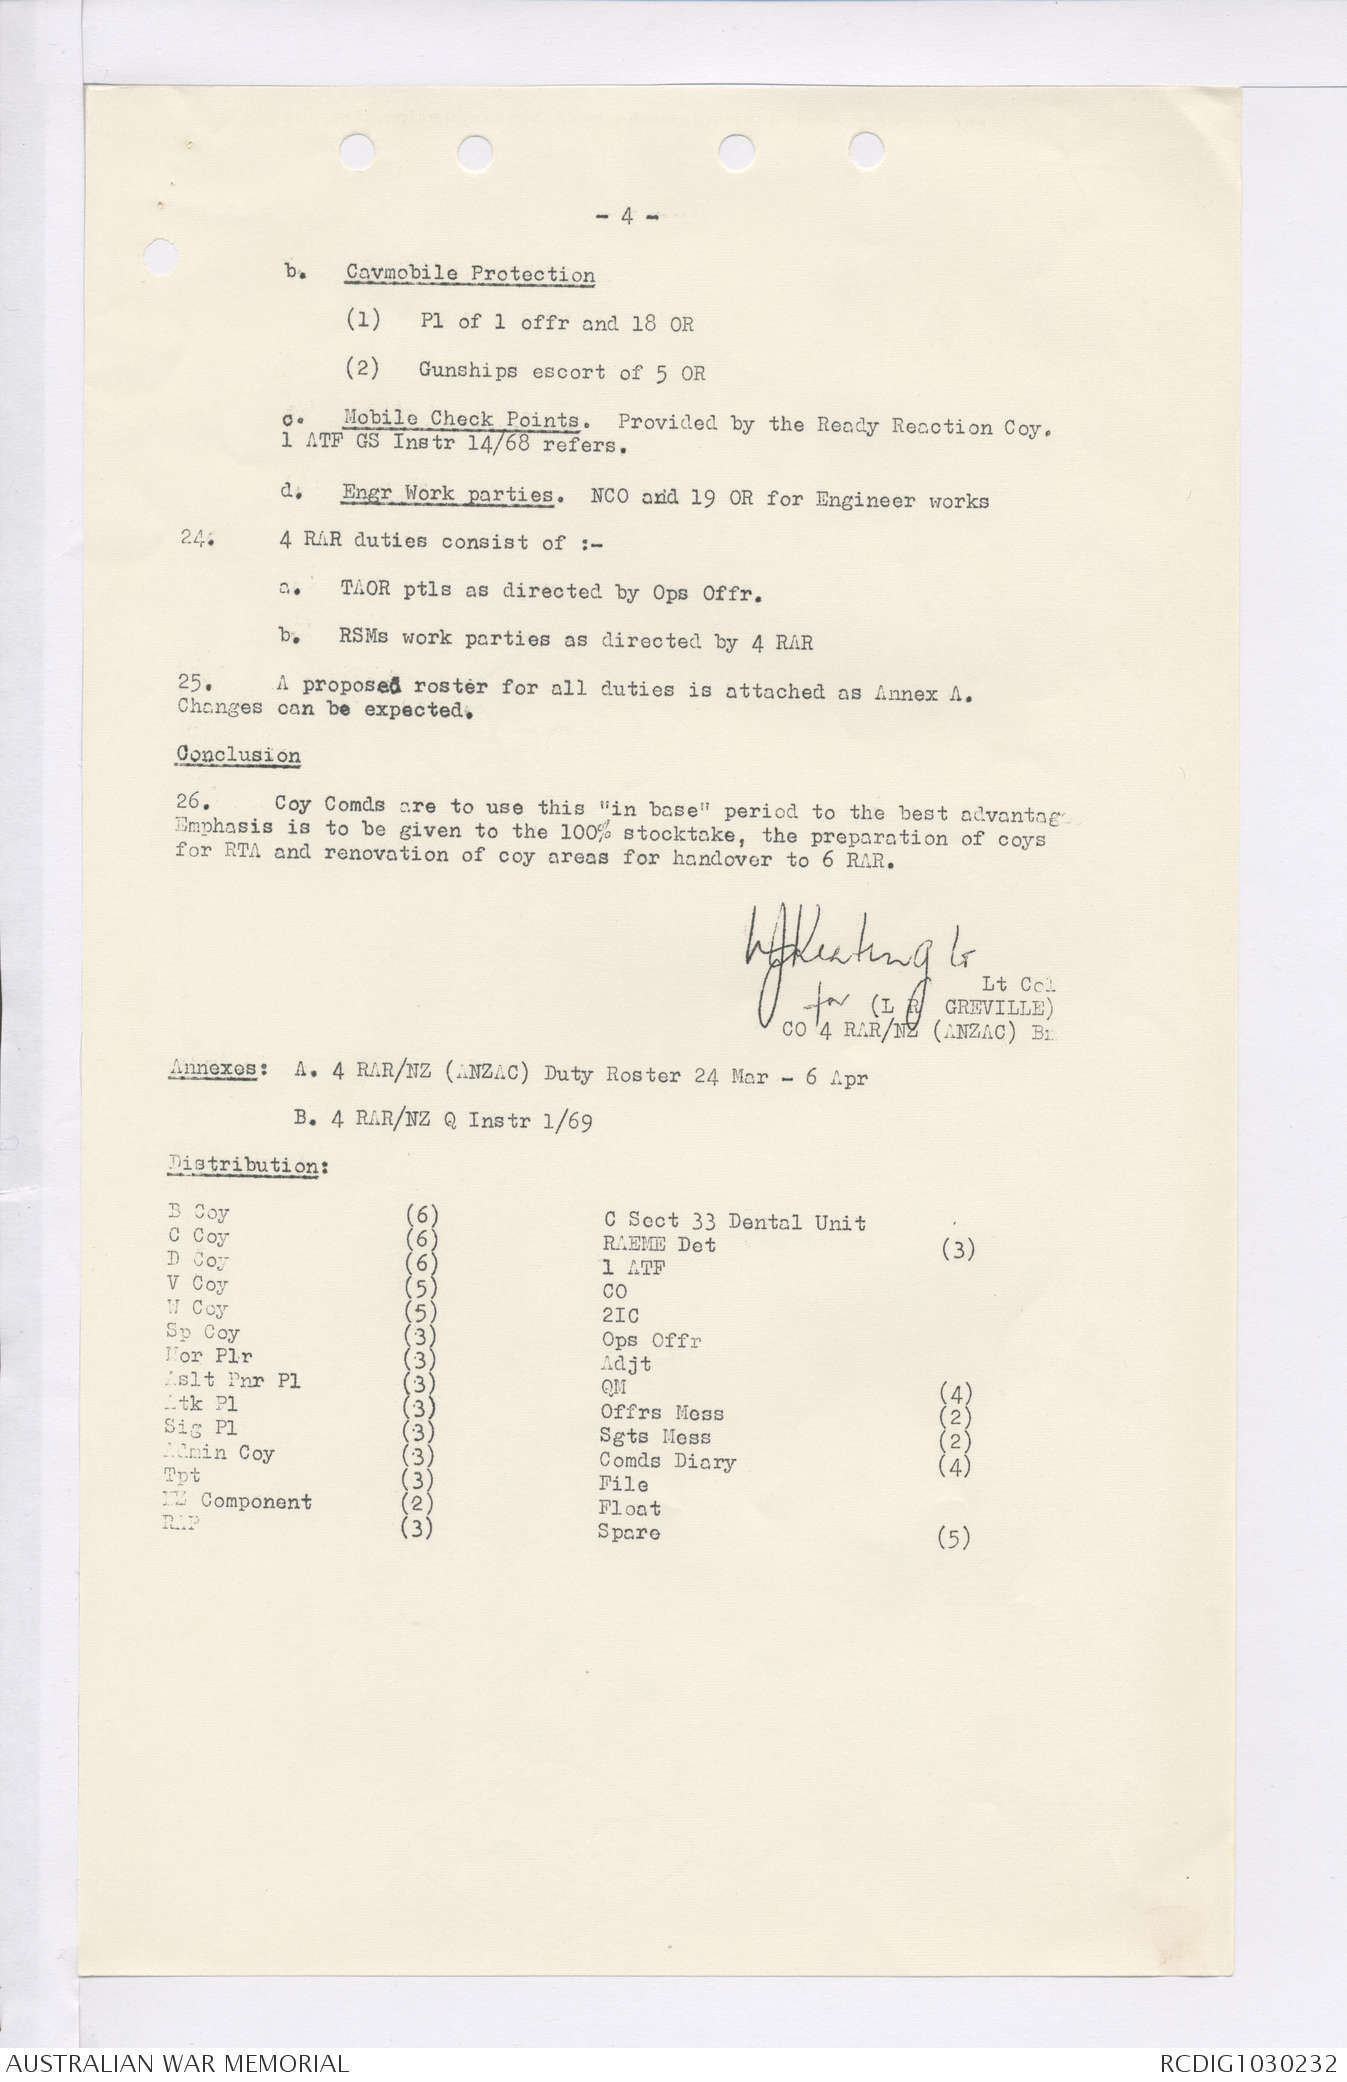 - 4 -
b. Cavmobile Protection
(1) Pl of 1 offr and 18 OR
(2) Gunships escort of 5 OR
c. Mobile Check Points. Provided by the Ready Reaction Coy.
1 ATF GS Instr 14/68 refers.
d. Engr Work parties. NCO and 19 OR for Engineer works
24. 4 RAR duties consist of :-
a. TAOR ptls as directed by Ops Offr.
b. RSMs work parties as directed by 4 RAR
25. A proposed roster for all duties is attached as Annex A.
Changes can be expected.
Conclusion
26. Coy Comds are to use this "in base" period to the best advantag
Emphasis is to be given to the 100% stocktake, the preparation of coys
for RTA and renovation of coy areas for handover to 6 RAR.
Keating Lt
Lt Col
for (L R GREVILLE)
CO 4 RAR/NZ (ANZAC) Bn
Annexes: A. 4 RAR/NZ (ANZAC) Duty Roster 24 Mar - 6 Apr
B. 4 RAR/NZ Q Instr 1/69
Distribution:
B Coy (6)
C Coy (6)
D Coy (6)
V Coy (5)
W Coy (5)
Sp Coy (3)
Mor Plr (3)
Aslt Pnr Pl (3)
Atk Pl (3)
Sig Pl (3)
Admin Coy (3)
Tpt (3)
NZ Component (2)
RAP (3)
C Sect 33 Dental Unit
RAEME Det (3)
1 ATF
CO
2IC
Ops Offr
Adjt
QM (4)
Offrs Mess (2)
Sgts Mess (2)
Comds Diary (4)
File
Float
Spare (5)
AUSTRALIAN WAR MEMORIAL
RCDIG1030232